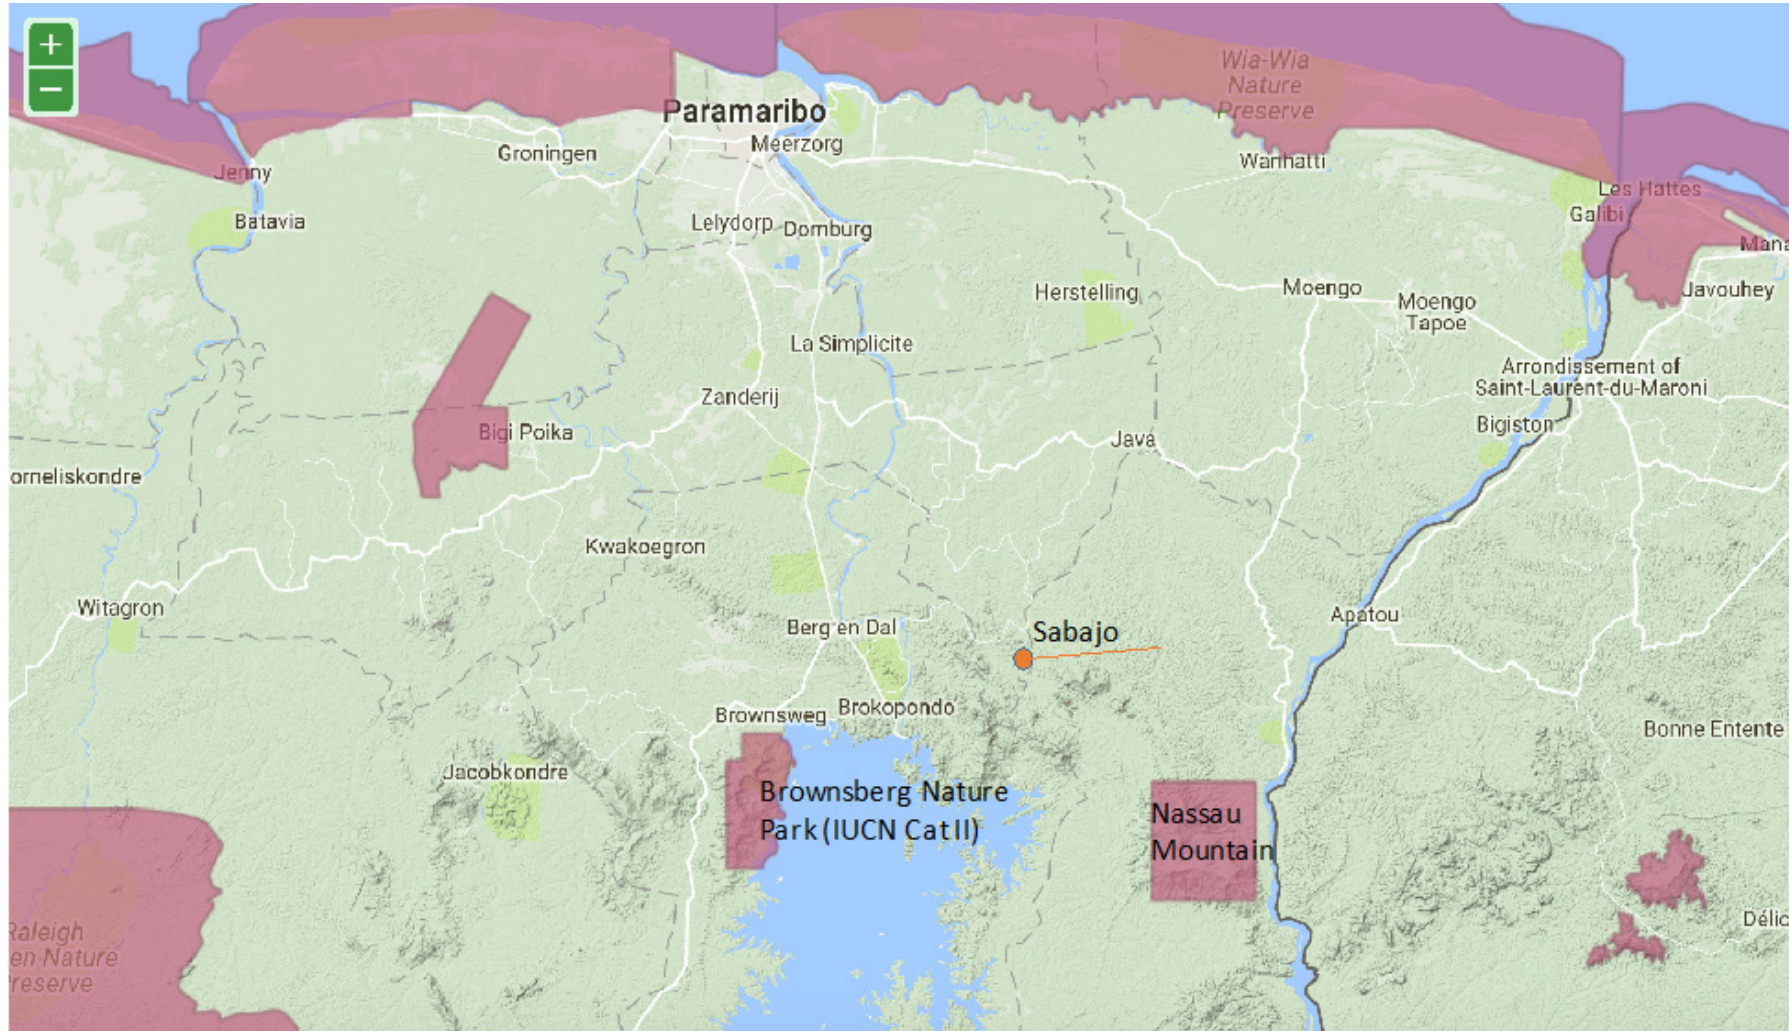 +
−
Wia-Wia
Nature
Preserve
Paramaribo
Meerzorg
Groningen
Wanhatti
Jenny
Les Hattes
Batavia
Galibi
Lelydorp
Domburg
Mana
Herstelling
Moengo
Javouhey
Moengo
Tapoe
La Simplicite
Arrondissement of
Saint-Laurent-du-Maroni
Zanderij
Bigi Poika
Java
Bigiston
orneliskondre
Kwakoegron
Witagron
Apatou
Berg en Dal
Sabajo
Brownsweg
Brokopondo
Bonne Entente
Jacobkondre
Brownsberg Nature
Park (IUCN Cat II)
Nassau
Mountain
Délic
Raleigh
en Nature
reserve